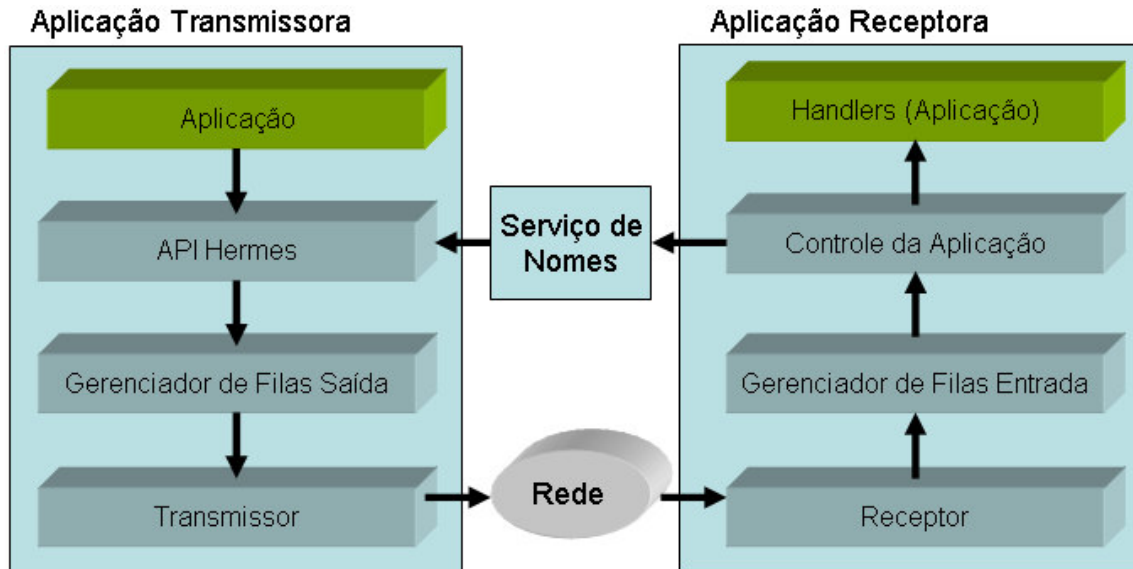 Aplicação Transmissora
Aplicação
API Hermes
Gerenciador de Filas Saída
Transmissor
Serviço de
Nomes
Rede
Aplicação Receptora
Handlers (Aplicação)
Controle da Aplicação
Gerenciador de Filas Entrada
Receptor